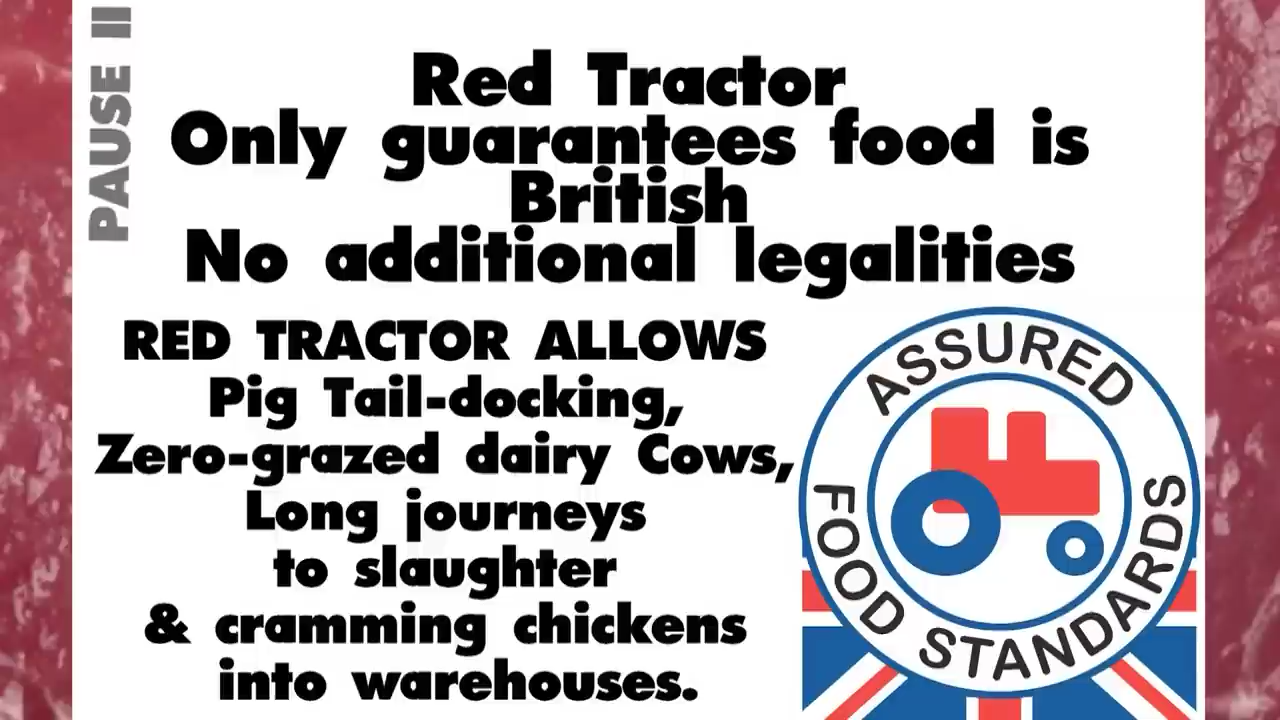 PAUSE II
Red Tractor
Only guarantees food is
British
No additional legalities
RED TRACTOR ALLOWS
Pig Tail-docking,
Zero-grazed dairy Cows,
Long journeys
to slaughter
& cramming chickens
into warehouses.
ASSURED
FOOD STANDARDS